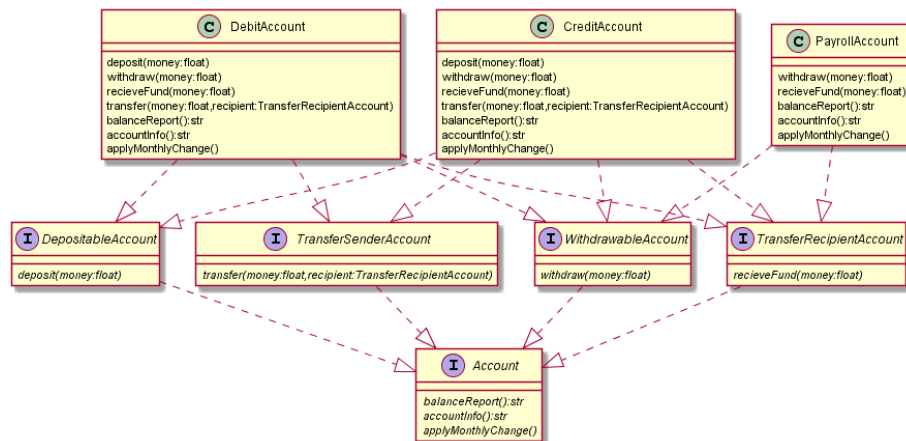 C DebitAccount
deposit(money:float)
withdraw(money:float)
recieveFund(money:float)
transfer(money:float,recipient:TransferRecipientAccount)
balanceReport():str
accountInfo():str
applyMonthlyChange()
C CreditAccount
deposit(money:float)
withdraw(money:float)
recieveFund(money:float)
transfer(money:float,recipient:TransferRecipientAccount)
balanceReport():str
accountInfo():str
applyMonthlyChange()
C PayrollAccount
withdraw(money:float)
recieveFund(money:float)
balanceReport():str
accountInfo():str
applyMonthlyChange()
I DepositableAccount
deposit(money:float)
I TransferSenderAccount
transfer(money:float,recipient:TransferRecipientAccount)
I WithdrawableAccount
withdraw(money:float)
I TransferRecipientAccount
recieveFund(money:float)
I Account
balanceReport():str
accountInfo():str
applyMonthlyChange()